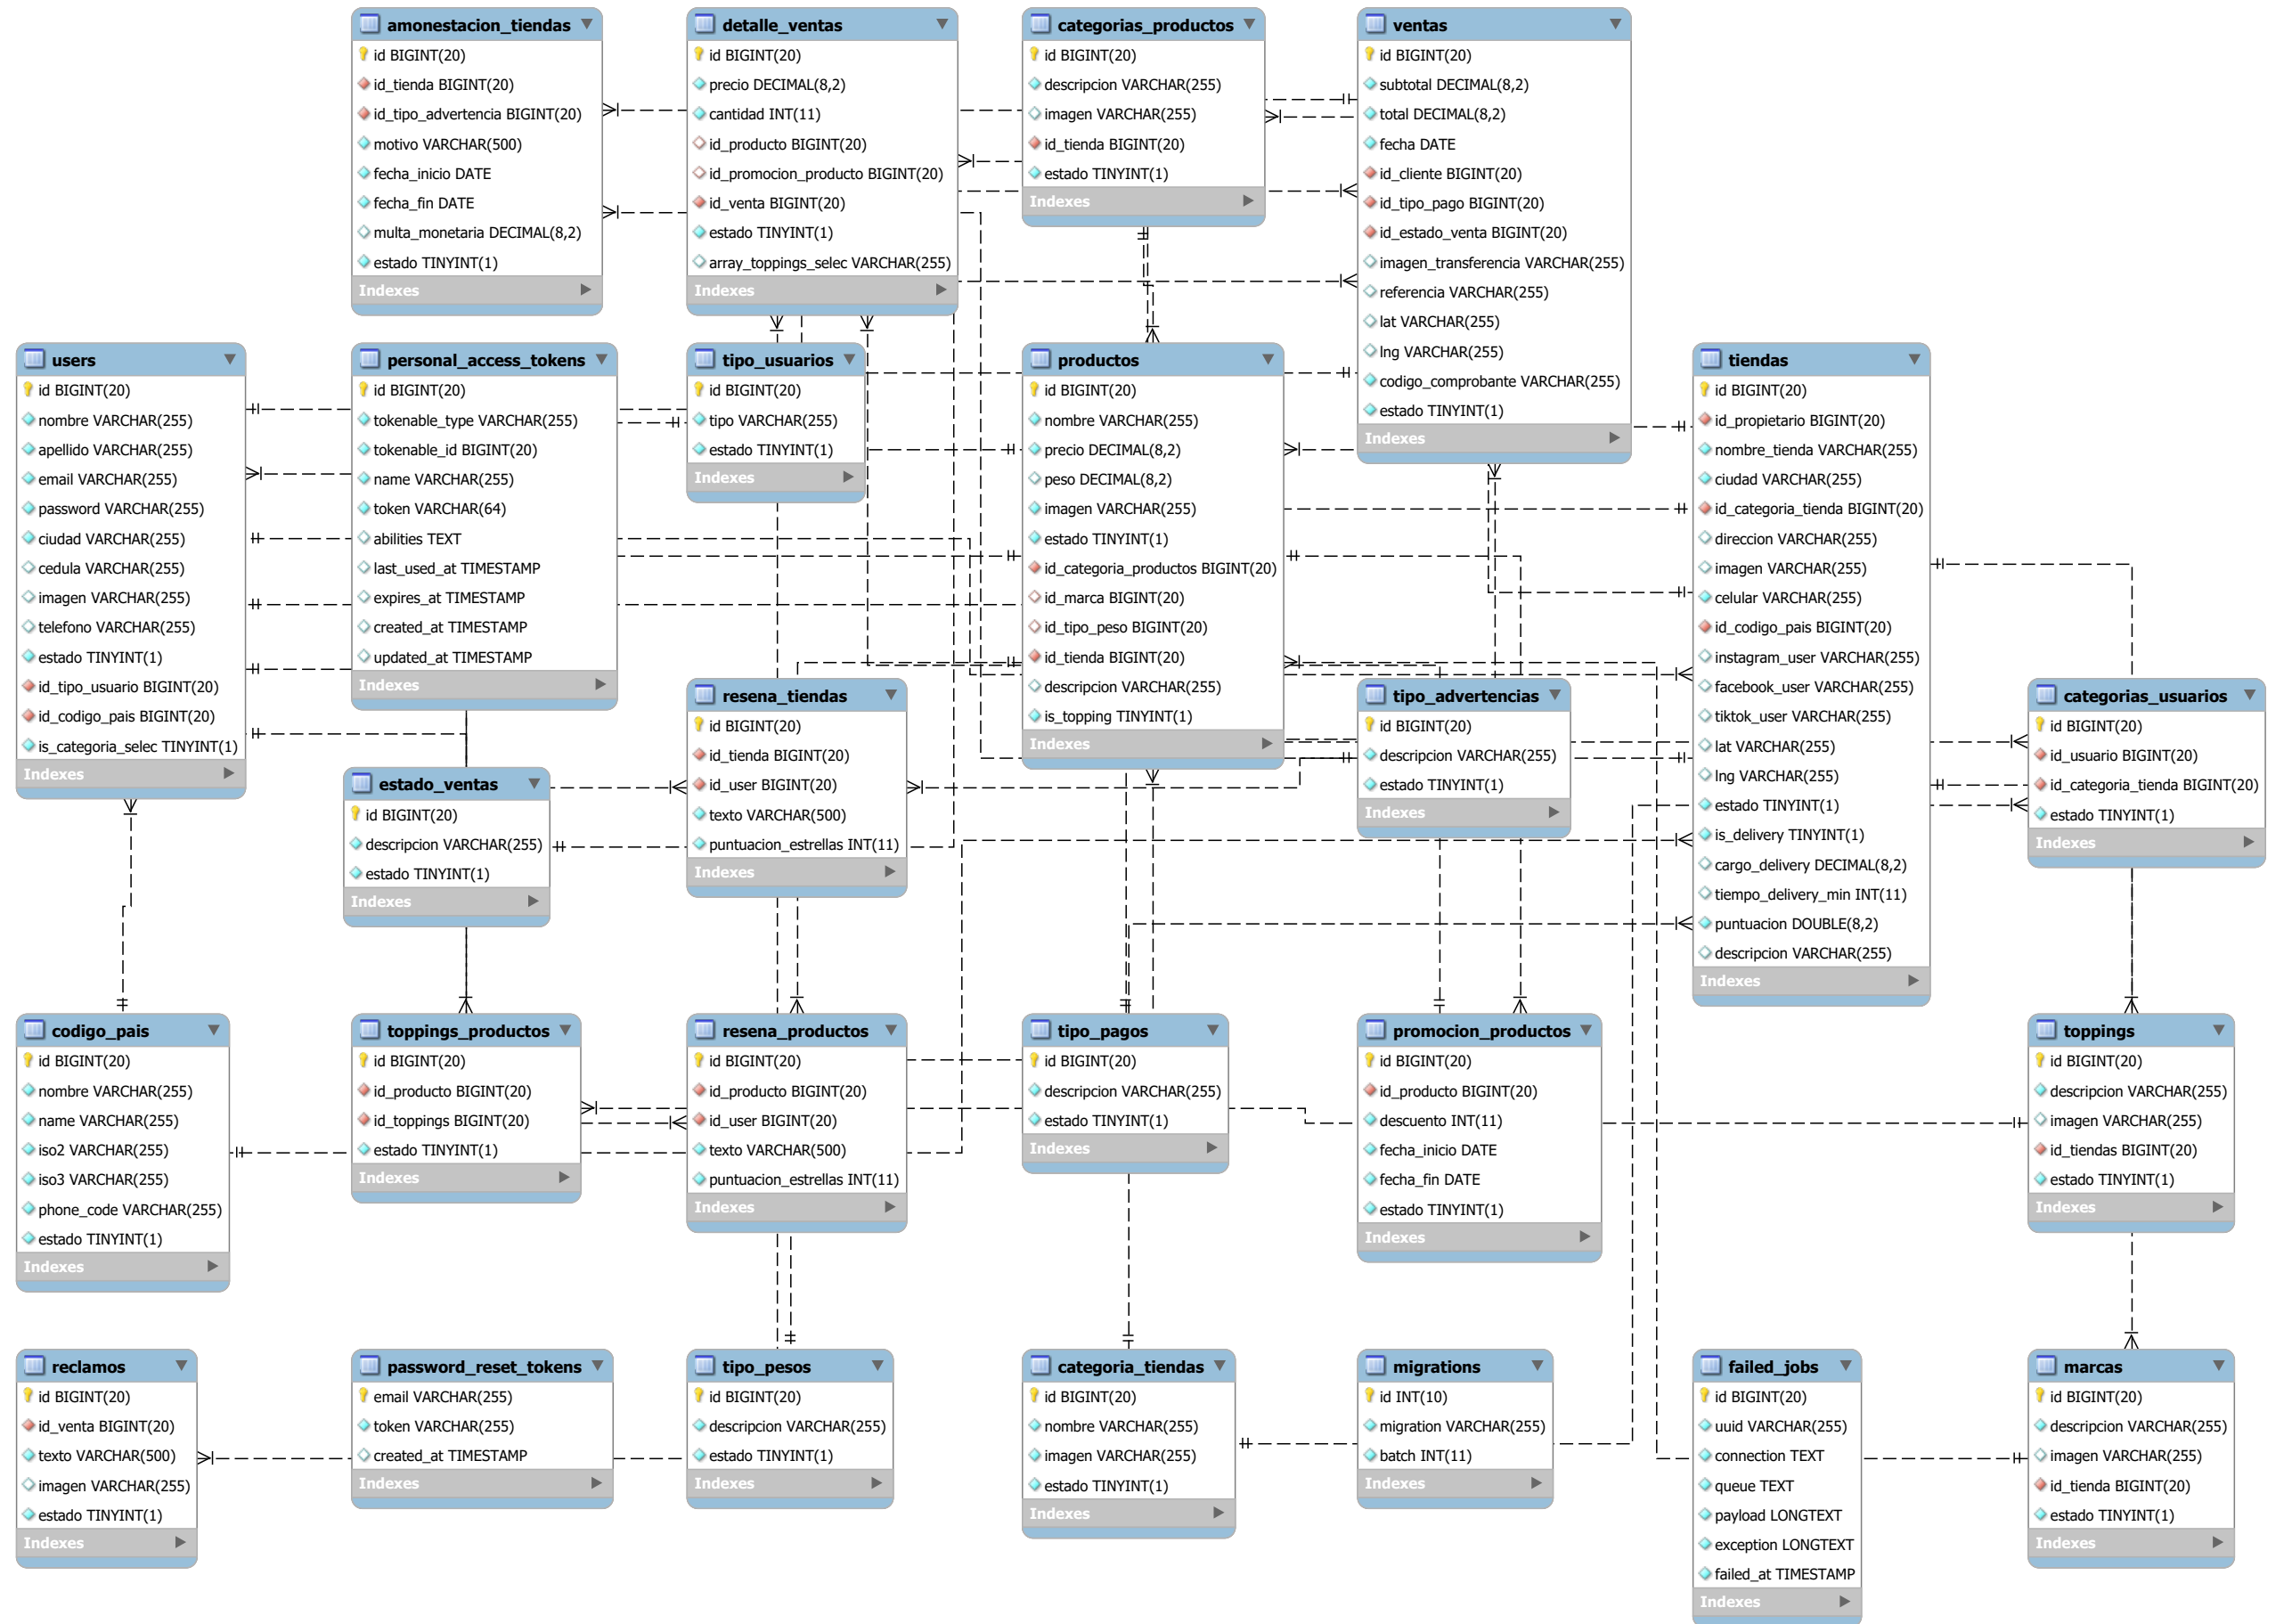 amonestacion_tiendas
id BIGINT(20)
id_tienda BIGINT(20)
id_tipo_advertencia BIGINT(20)
motivo VARCHAR(500)
fecha_inicio DATE
fecha_fin DATE
multa_monetaria DECIMAL(8,2)
estado TINYINT(1)
Indexes
detalle_ventas
id BIGINT(20)
precio DECIMAL(8,2)
cantidad INT(11)
id_producto BIGINT(20)
id_promocion_producto BIGINT(20)
id_venta BIGINT(20)
estado TINYINT(1)
array_toppings_selec VARCHAR(255)
Indexes
categorias_productos
id BIGINT(20)
descripcion VARCHAR(255)
imagen VARCHAR(255)
id_tienda BIGINT(20)
estado TINYINT(1)
Indexes
ventas
id BIGINT(20)
subtotal DECIMAL(8,2)
total DECIMAL(8,2)
fecha DATE
id_cliente BIGINT(20)
id_tipo_pago BIGINT(20)
id_estado_venta BIGINT(20)
imagen_transferencia VARCHAR(255)
referencia VARCHAR(255)
lat VARCHAR(255)
lng VARCHAR(255)
codigo_comprobante VARCHAR(255)
estado TINYINT(1)
Indexes
users
id BIGINT(20)
nombre VARCHAR(255)
apellido VARCHAR(255)
email VARCHAR(255)
password VARCHAR(255)
ciudad VARCHAR(255)
cedula VARCHAR(255)
imagen VARCHAR(255)
telefono VARCHAR(255)
estado TINYINT(1)
id_tipo_usuario BIGINT(20)
id_codigo_pais BIGINT(20)
is_categoria_selec TINYINT(1)
Indexes
personal_access_tokens
id BIGINT(20)
tokenable_type VARCHAR(255)
tokenable_id BIGINT(20)
name VARCHAR(255)
token VARCHAR(64)
abilities TEXT
last_used_at TIMESTAMP
expires_at TIMESTAMP
created_at TIMESTAMP
updated_at TIMESTAMP
Indexes
tipo_usuarios
id BIGINT(20)
tipo VARCHAR(255)
estado TINYINT(1)
Indexes
productos
id BIGINT(20)
nombre VARCHAR(255)
precio DECIMAL(8,2)
peso DECIMAL(8,2)
imagen VARCHAR(255)
estado TINYINT(1)
id_categoria_productos BIGINT(20)
id_marca BIGINT(20)
id_tipo_peso BIGINT(20)
id_tienda BIGINT(20)
descripcion VARCHAR(255)
is_topping TINYINT(1)
Indexes
tiendas
id BIGINT(20)
id_propietario BIGINT(20)
nombre_tienda VARCHAR(255)
ciudad VARCHAR(255)
id_categoria_tienda BIGINT(20)
direccion VARCHAR(255)
imagen VARCHAR(255)
celular VARCHAR(255)
id_codigo_pais BIGINT(20)
instagram_user VARCHAR(255)
facebook_user VARCHAR(255)
tiktok_user VARCHAR(255)
lat VARCHAR(255)
lng VARCHAR(255)
estado TINYINT(1)
is_delivery TINYINT(1)
cargo_delivery DECIMAL(8,2)
tiempo_delivery_min INT(11)
puntuacion DOUBLE(8,2)
descripcion VARCHAR(255)
Indexes
estado_ventas
id BIGINT(20)
descripcion VARCHAR(255)
estado TINYINT(1)
Indexes
resena_tiendas
id BIGINT(20)
id_tienda BIGINT(20)
id_user BIGINT(20)
texto VARCHAR(500)
puntuacion_estrellas INT(11)
Indexes
tipo_advertencias
id BIGINT(20)
descripcion VARCHAR(255)
estado TINYINT(1)
Indexes
categorias_usuarios
id BIGINT(20)
id_usuario BIGINT(20)
id_categoria_tienda BIGINT(20)
estado TINYINT(1)
Indexes
codigo_pais
id BIGINT(20)
nombre VARCHAR(255)
name VARCHAR(255)
iso2 VARCHAR(255)
iso3 VARCHAR(255)
phone_code VARCHAR(255)
estado TINYINT(1)
Indexes
toppings_productos
id BIGINT(20)
id_producto BIGINT(20)
id_toppings BIGINT(20)
estado TINYINT(1)
Indexes
resena_productos
id BIGINT(20)
id_producto BIGINT(20)
id_user BIGINT(20)
texto VARCHAR(500)
puntuacion_estrellas INT(11)
Indexes
tipo_pagos
id BIGINT(20)
descripcion VARCHAR(255)
estado TINYINT(1)
Indexes
promocion_productos
id BIGINT(20)
id_producto BIGINT(20)
descuento INT(11)
fecha_inicio DATE
fecha_fin DATE
estado TINYINT(1)
Indexes
toppings
id BIGINT(20)
descripcion VARCHAR(255)
imagen VARCHAR(255)
id_tiendas BIGINT(20)
estado TINYINT(1)
Indexes
reclamos
id BIGINT(20)
id_venta BIGINT(20)
texto VARCHAR(500)
imagen VARCHAR(255)
estado TINYINT(1)
Indexes
password_reset_tokens
email VARCHAR(255)
token VARCHAR(255)
created_at TIMESTAMP
Indexes
tipo_pesos
id BIGINT(20)
descripcion VARCHAR(255)
estado TINYINT(1)
Indexes
categoria_tiendas
id BIGINT(20)
nombre VARCHAR(255)
imagen VARCHAR(255)
estado TINYINT(1)
Indexes
migrations
id INT(10)
migration VARCHAR(255)
batch INT(11)
Indexes
failed_jobs
id BIGINT(20)
uuid VARCHAR(255)
connection TEXT
queue TEXT
payload LONGTEXT
exception LONGTEXT
failed_at TIMESTAMP
Indexes
marcas
id BIGINT(20)
descripcion VARCHAR(255)
imagen VARCHAR(255)
id_tienda BIGINT(20)
estado TINYINT(1)
Indexes